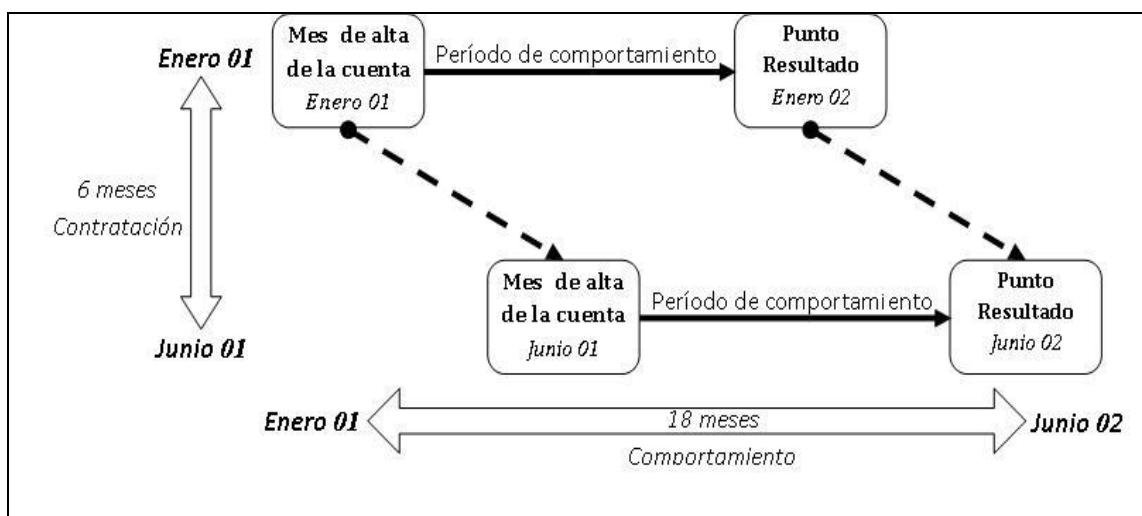 Enero 01
Mes de alta
de la cuenta
Enero 01
Período de comportamiento
Punto
Resultado
Enero 02
6 meses
Contratación
Junio 01
Mes de alta
de la cuenta
Junio 01
Período de comportamiento
Punto
Resultado
Junio 02
Enero 01
18 meses
Junio 02
Comportamiento